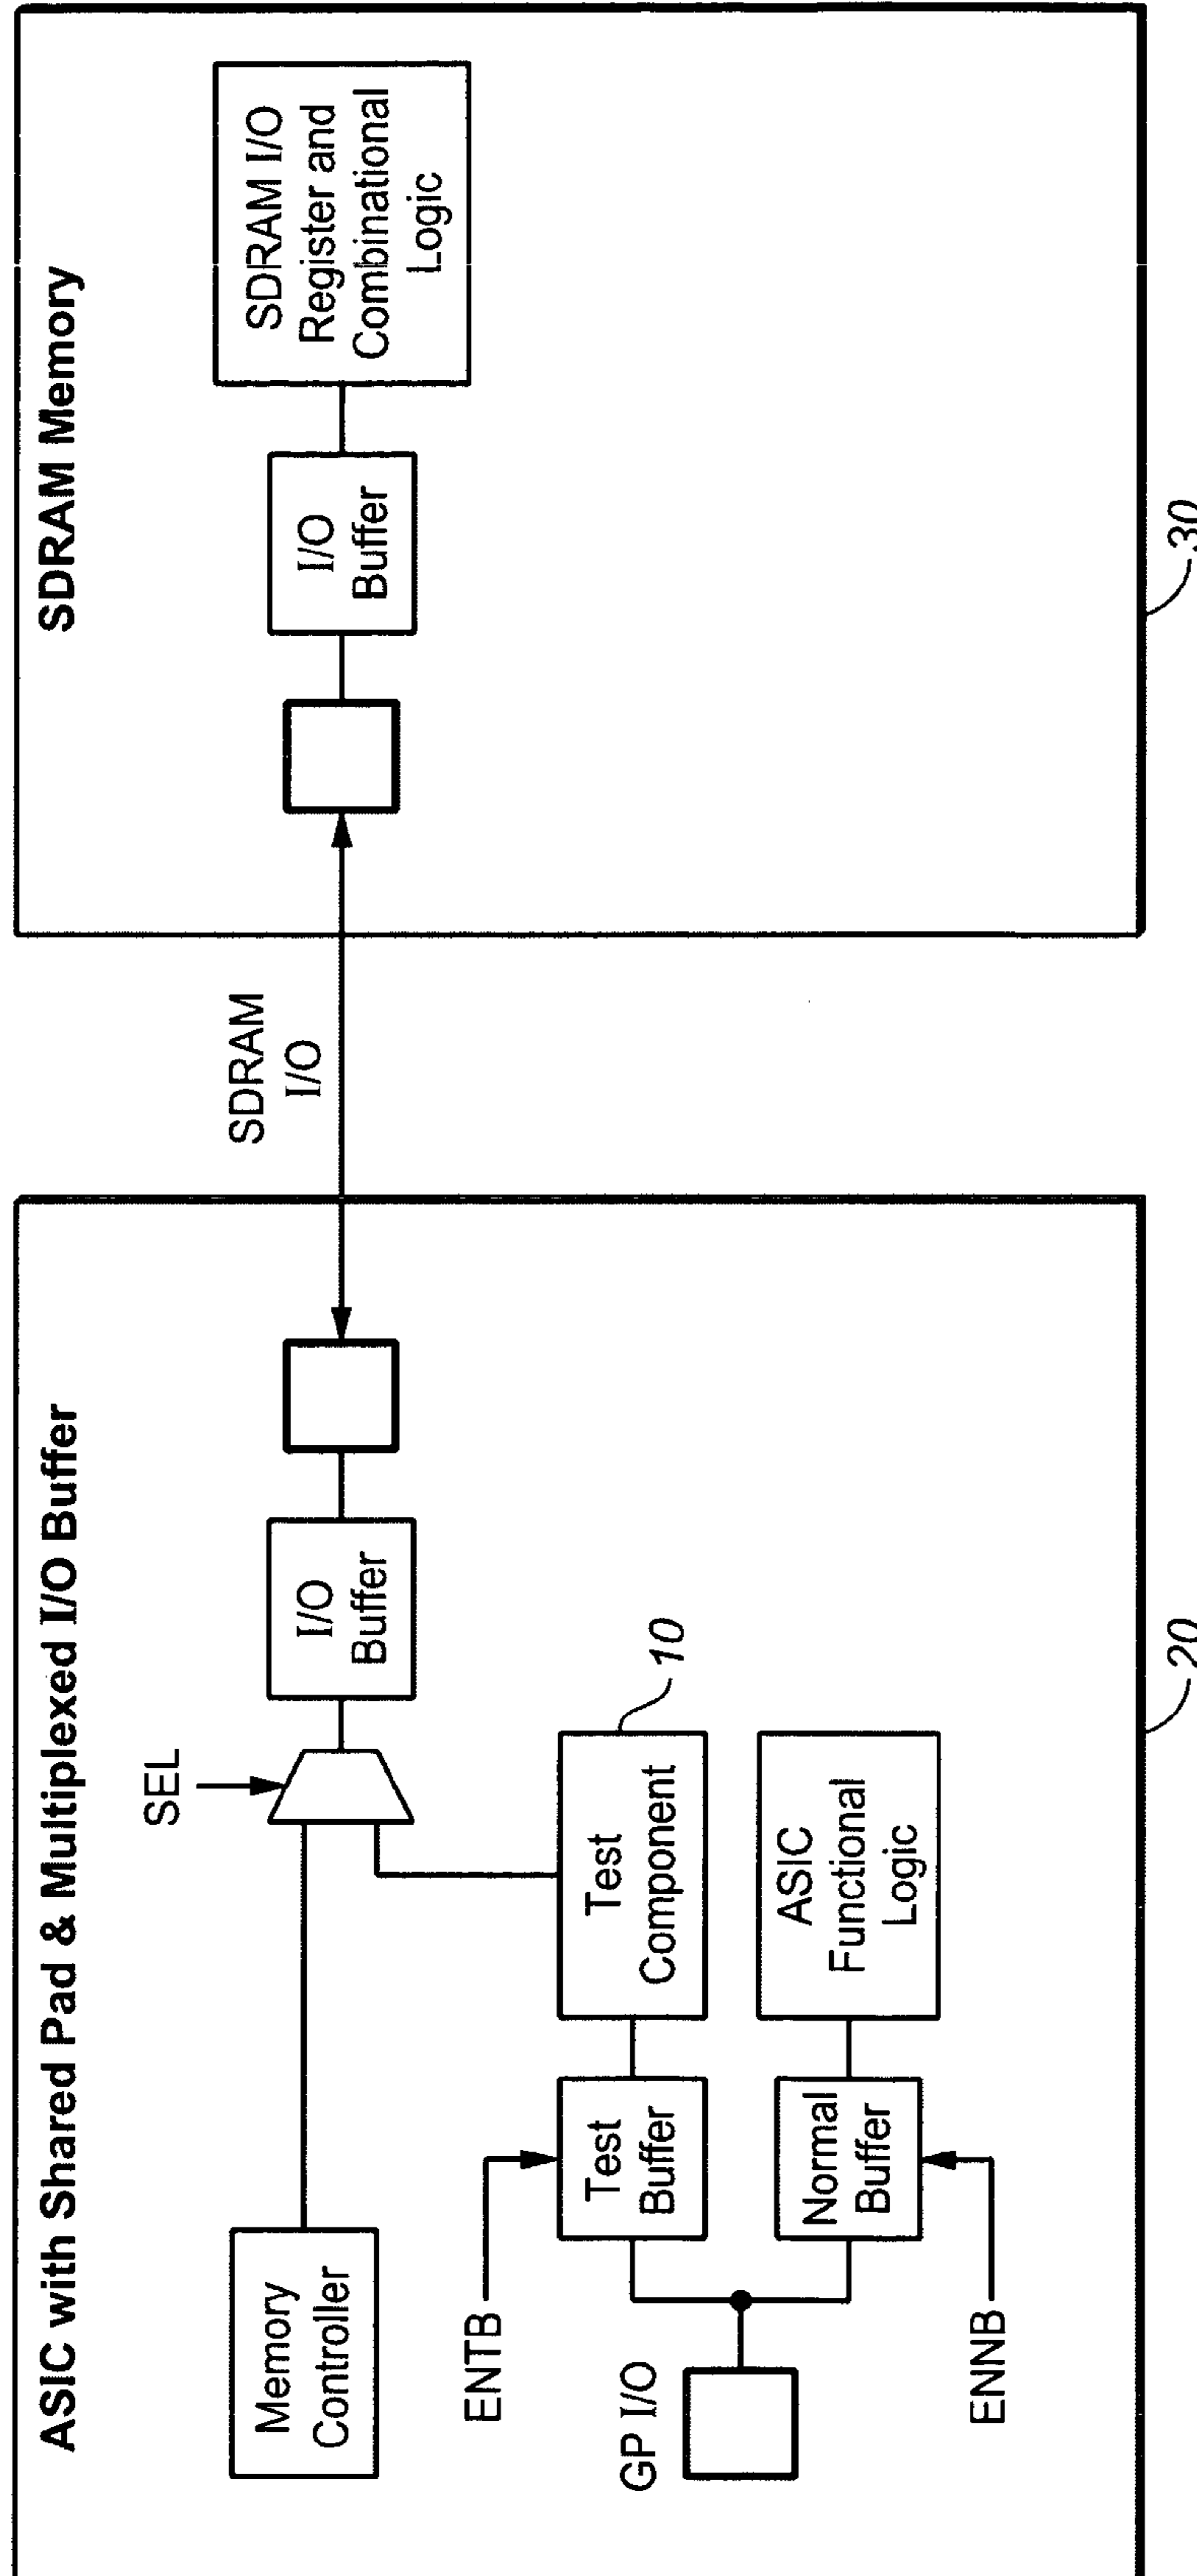 ASIC with Shared Pad & Multiplexed I/O Buffer
Memory
Controller
SEL
I/O
Buffer
ENTB
Test
Buffer
Test
Component
10
GP I/O
Normal
Buffer
ASIC
Functional
Logic
ENNB
20
SDRAM
I/O
SDRAM Memory
I/O
Buffer
SDRAM I/O
Register and
Combinational
Logic
30